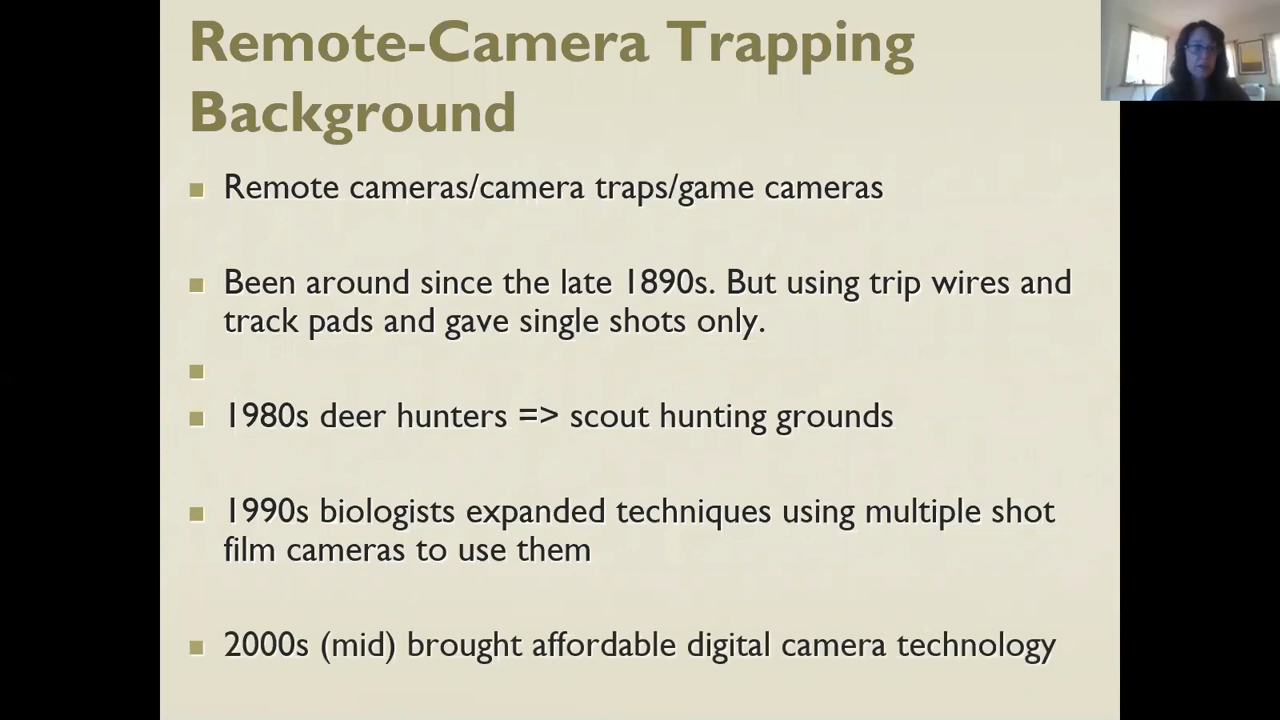 Remote-Camera Trapping
Background
Remote cameras/camera traps/game cameras
Been around since the late 1890s. But using trip wires and
track pads and gave single shots only.
1980s deer hunters => scout hunting grounds
1990s biologists expanded techniques using multiple shot
film cameras to use them
2000s (mid) brought affordable digital camera technology